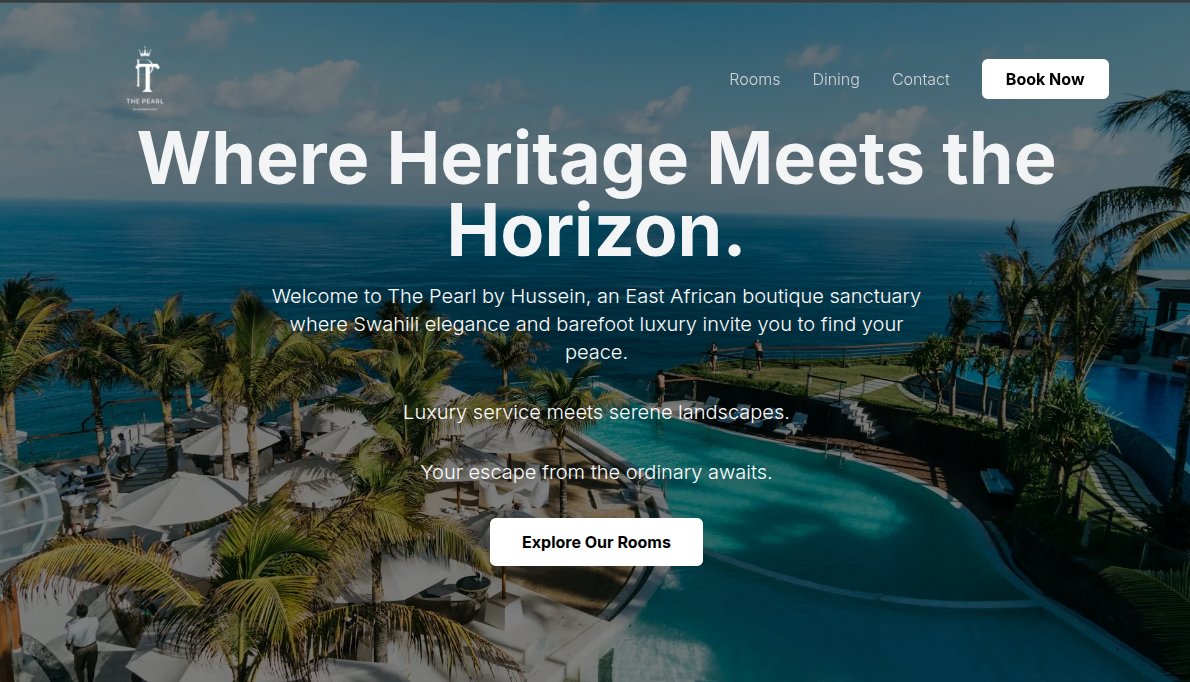 THE PEARL
Rooms
Dining
Contact
Book Now
Where Heritage Meets the
Horizon.
Welcome to The Pearl by Hussein, an East African boutique sanctuary
where Swahili elegance and barefoot luxury invite you to find your
peace.
Luxury service meets serene landscapes.
Your escape from the ordinary awaits.
Explore Our Rooms